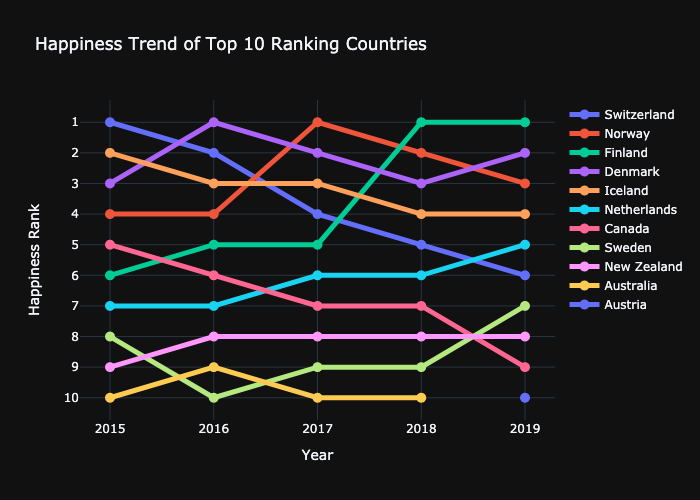 Happiness Trend of Top 10 Ranking Countries
Happiness Rank
1
2
3
4
5
6
7
8
9
10
2015 2016 2017 2018 2019
Year
Switzerland
Norway
Finland
Denmark
Iceland
Netherlands
Canada
Sweden
New Zealand
Australia
Austria